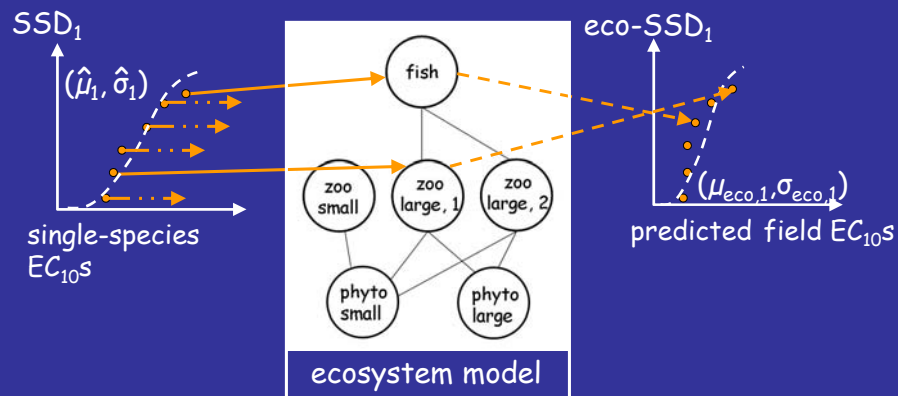 SSD₁
(μ̂₁, σ̂₁)
single-species
EC₁₀s
fish
zoo
small
zoo
large, 1
zoo
large, 2
phyto
small
phyto
large
ecosystem model
eco-SSD₁
(μeco,1,σeco,1)
predicted field EC₁₀s